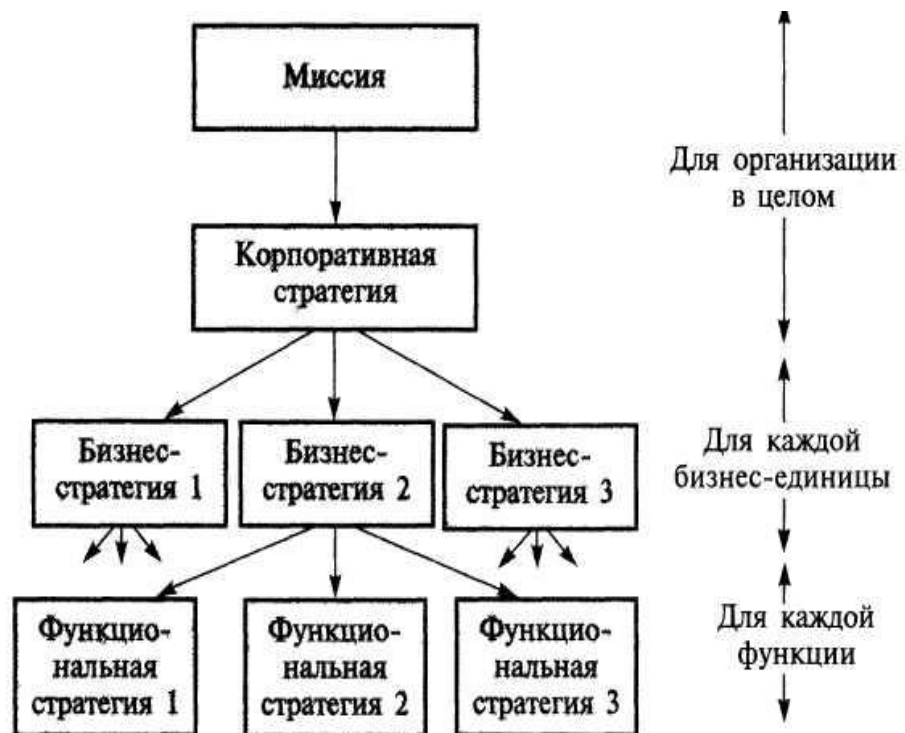 Миссия
Для организации
в целом
Корпоративная
стратегия
Бизнес-
стратегия 1
Бизнес-
стратегия 2
Бизнес-
стратегия 3
Для каждой
бизнес-единицы
Функцио-
нальная
стратегия 1
Функцио-
нальная
стратегия 2
Функцио-
нальная
стратегия 3
Для каждой
функции